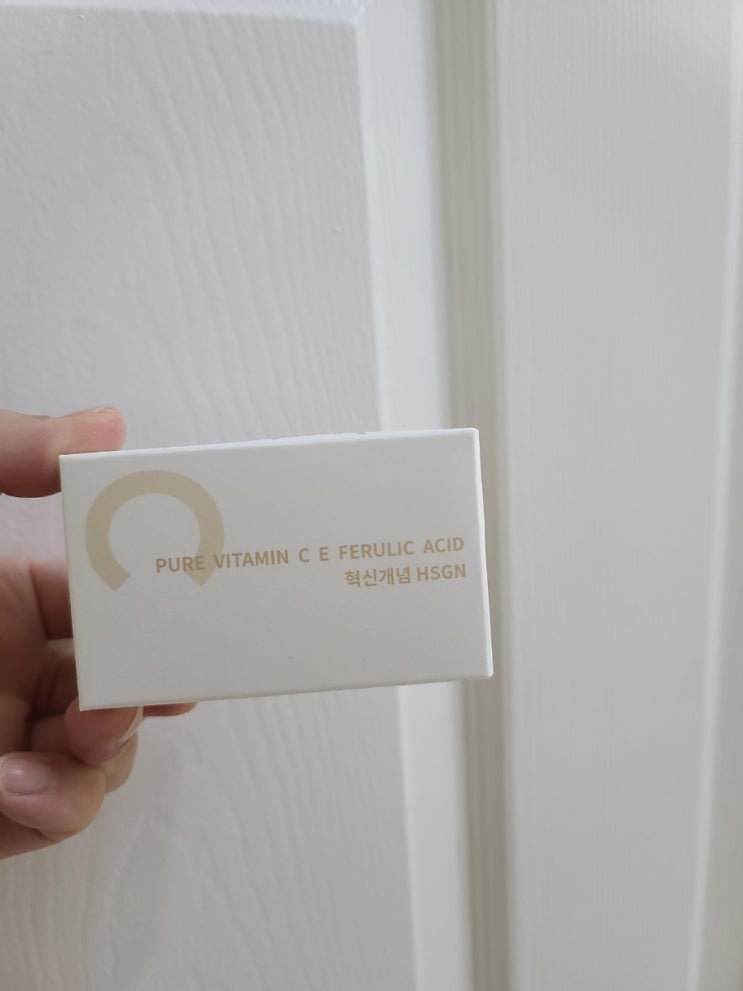 PURE VITAMIN C E FERULIC ACID
혁신개념 HSGN